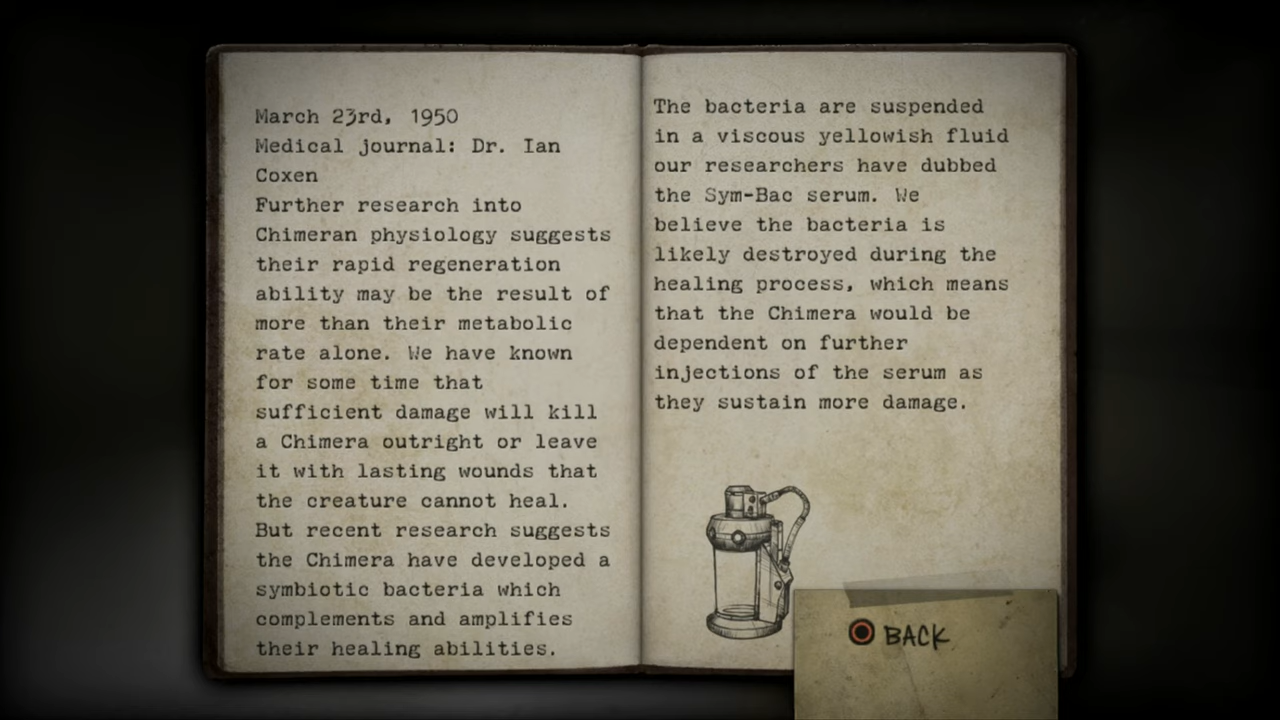 March 23rd, 1950
Medical journal: Dr. Ian
Coxen
Further research into
Chimeran physiology suggests
their rapid regeneration
ability may be the result of
more than their metabolic
rate alone. We have known
for some time that
sufficient damage will kill
a Chimera outright or leave
it with lasting wounds that
the creature cannot heal.
But recent research suggests
the Chimera have developed a
symbiotic bacteria which
complements and amplifies
their healing abilities.
The bacteria are suspended
in a viscous yellowish fluid
our researchers have dubbed
the Sym-Bac serum. We
believe the bacteria is
likely destroyed during the
healing process, which means
that the Chimera would be
dependent on further
injections of the serum as
they sustain more damage.
BACK